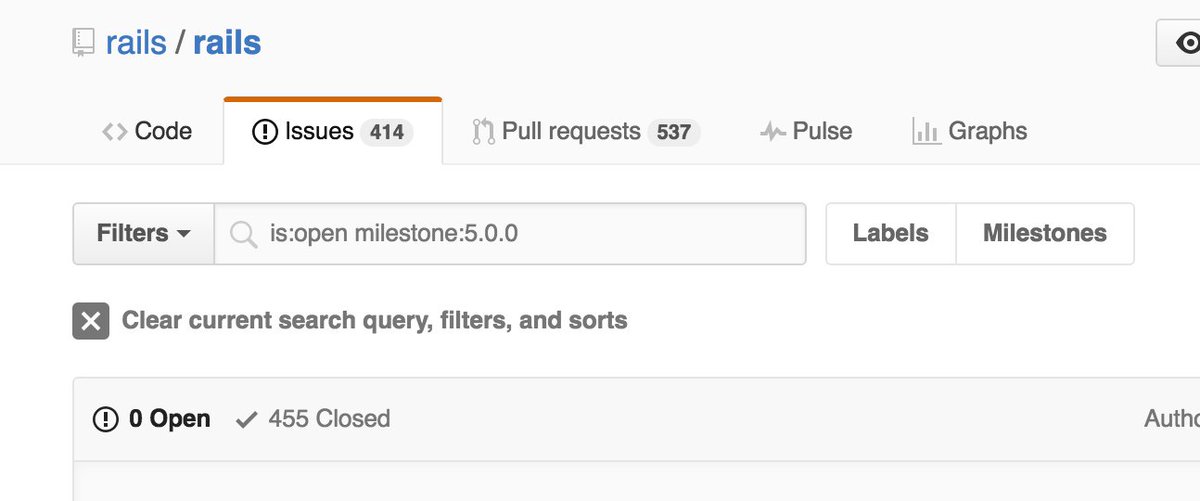 rails / rails
Code Issues 414 Pull requests 537 Pulse Graphs
Filters is:open milestone:5.0.0 Labels Milestones
Clear current search query, filters, and sorts
0 Open 455 Closed